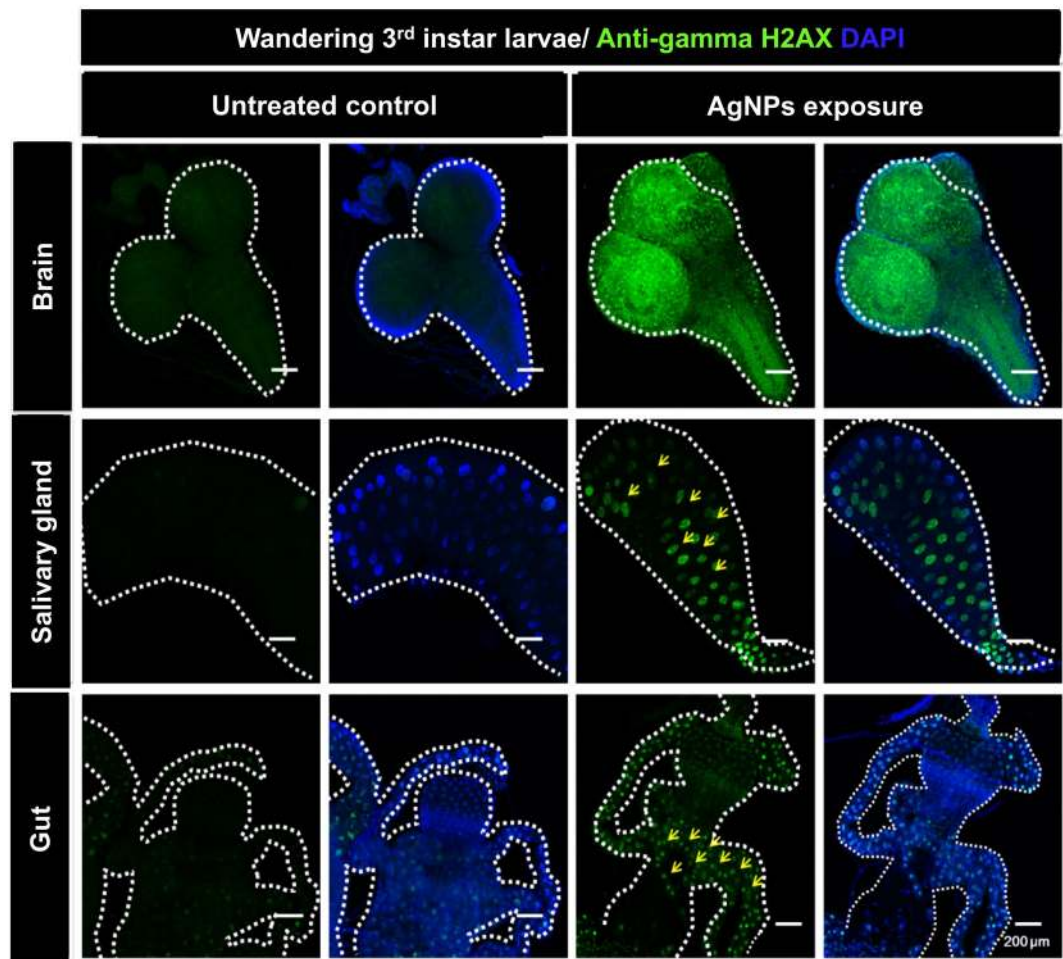 Wandering 3rd instar larvae/ Anti-gamma H2AX DAPI
Untreated control
AgNPs exposure
Brain
Salivary gland
Gut
200 µm